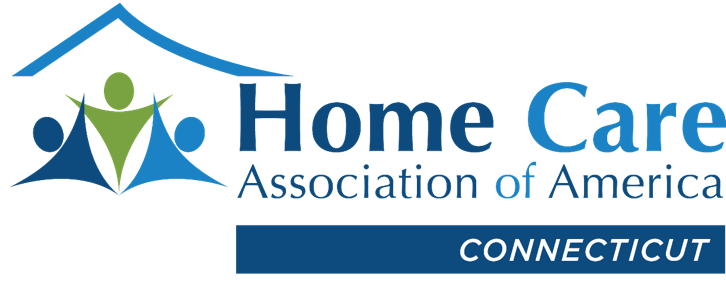 Home Care
Association of America
CONNECTICUT